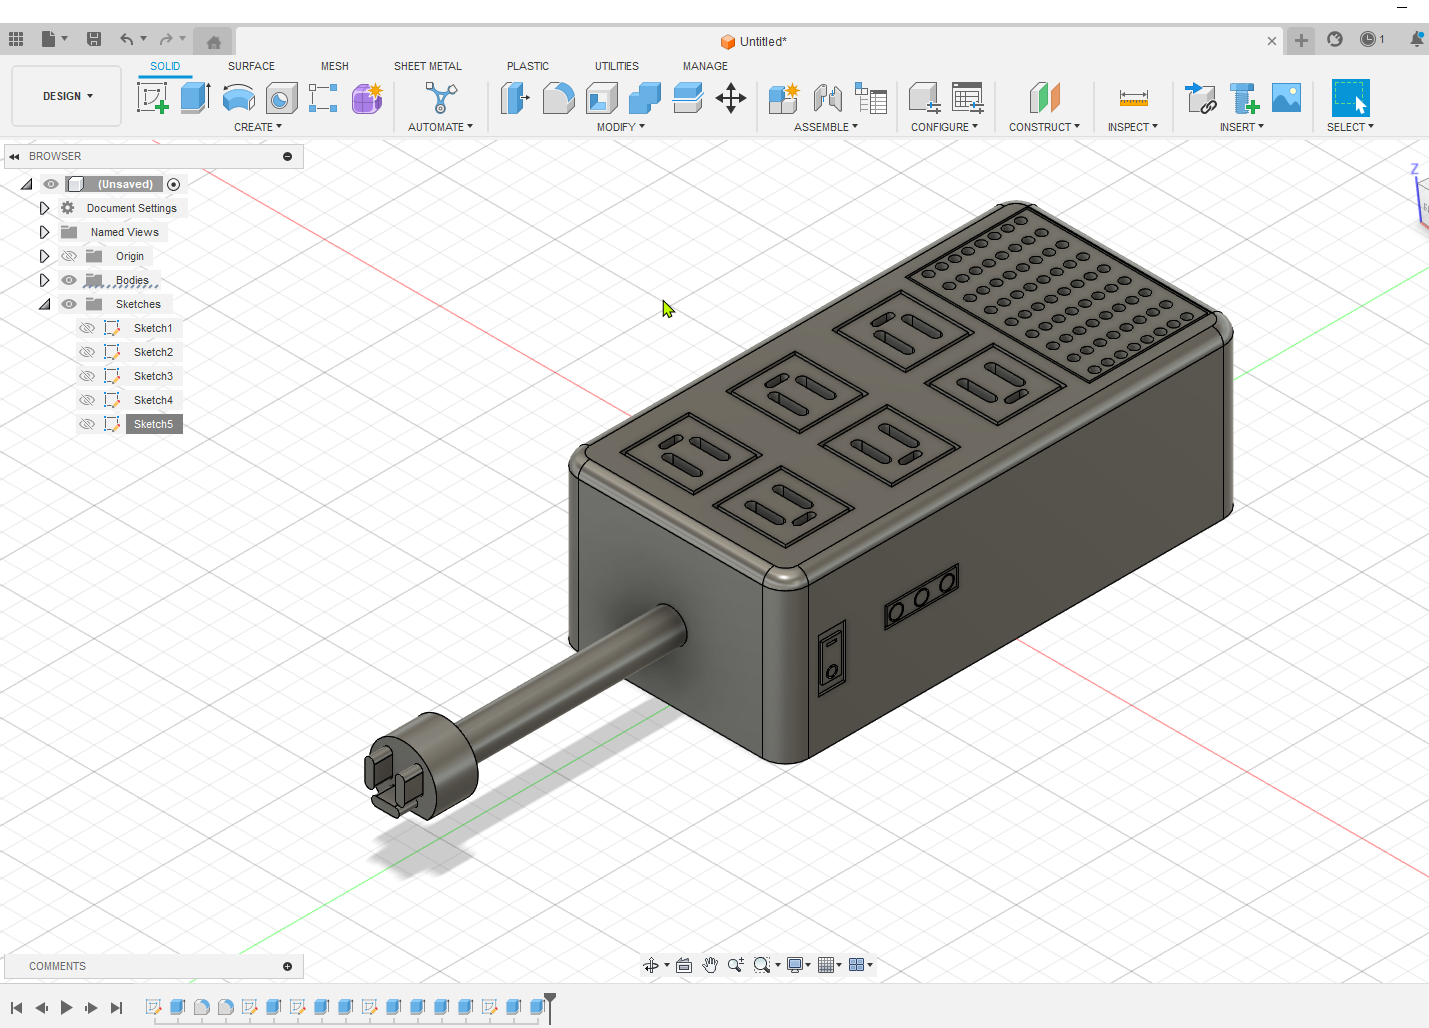 Untitled*
1
SOLID SURFACE MESH SHEET METAL PLASTIC UTILITIES MANAGE
DESIGN
CREATE AUTOMATE MODIFY ASSEMBLE CONFIGURE CONSTRUCT INSPECT INSERT SELECT
BROWSER
(Unsaved)
Document Settings
Named Views
Origin
Bodies
Sketches
Sketch1
Sketch2
Sketch3
Sketch4
Sketch5
Z
COMMENTS